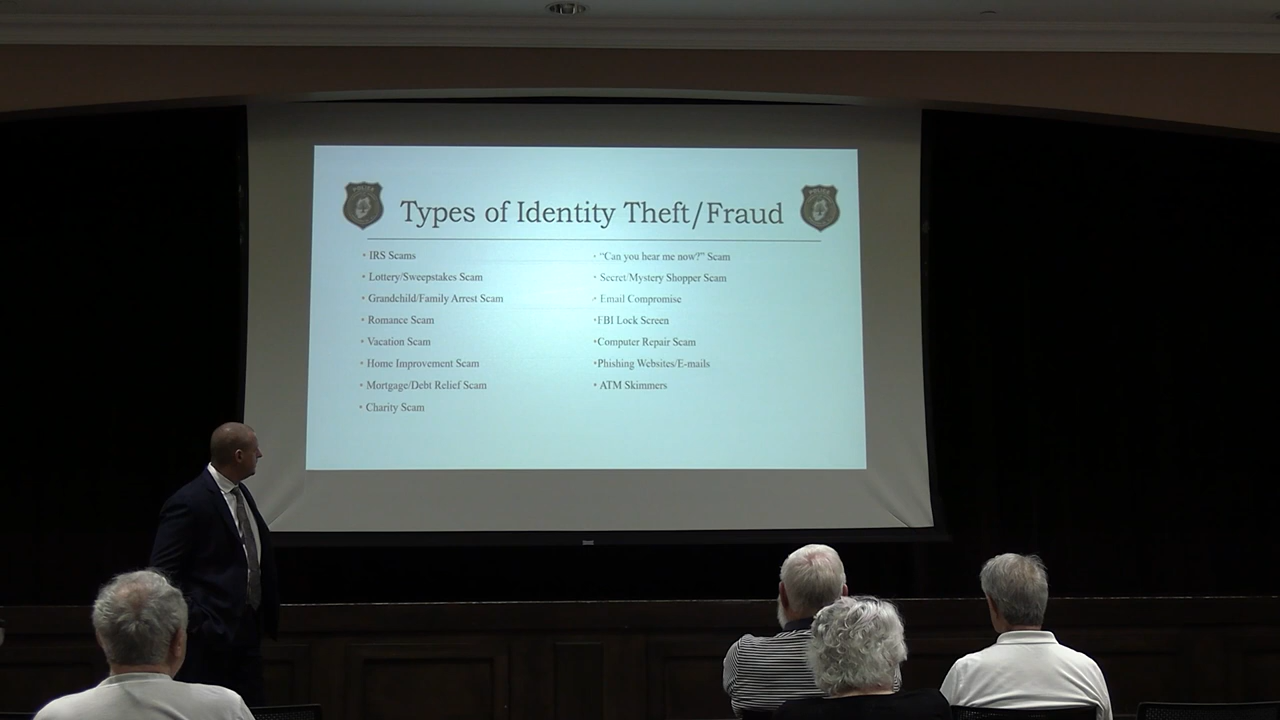 POLICE
POLICE
Types of Identity Theft/Fraud
• IRS Scams
• Lottery/Sweepstakes Scam
• Grandchild/Family Arrest Scam
• Romance Scam
• Vacation Scam
• Home Improvement Scam
• Mortgage/Debt Relief Scam
• Charity Scam
• “Can you hear me now?” Scam
• Secret/Mystery Shopper Scam
• Email Compromise
•FBI Lock Screen
•Computer Repair Scam
•Phishing Websites/E-mails
• ATM Skimmers